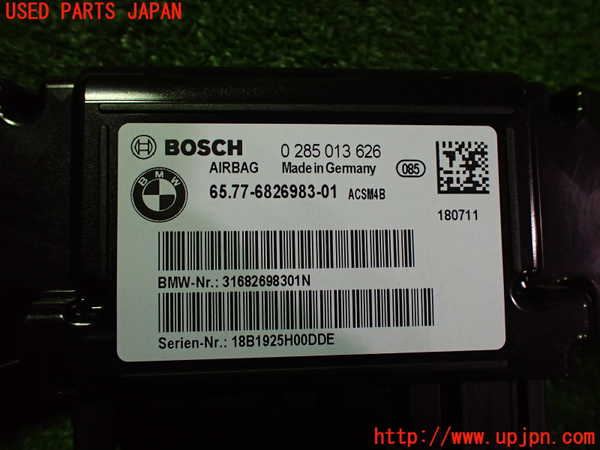 USED PARTS JAPAN
BOSCH 0 285 013 626
AIRBAG Made in Germany 085
BMW 65.77-6826983-01 ACSM4B
180711
BMW-Nr.: 31682698301N
Serien-Nr.: 18B1925H00DDE
http://www.upjpn.com